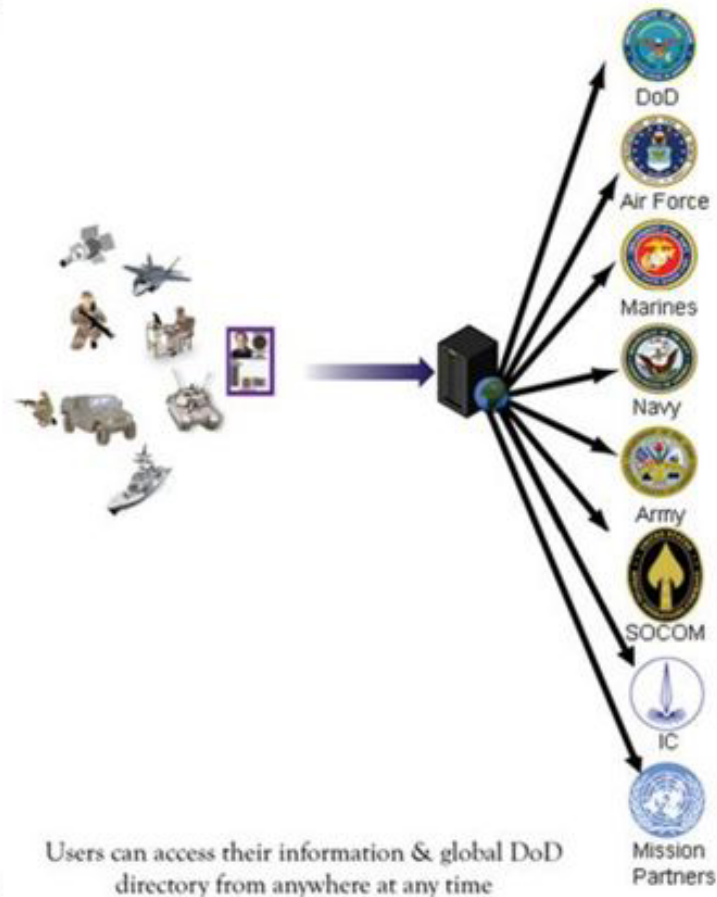 DoD
Air Force
Marines
Navy
Army
SOCOM
IC
Mission
Partners
Users can access their information & global DoD
directory from anywhere at any time